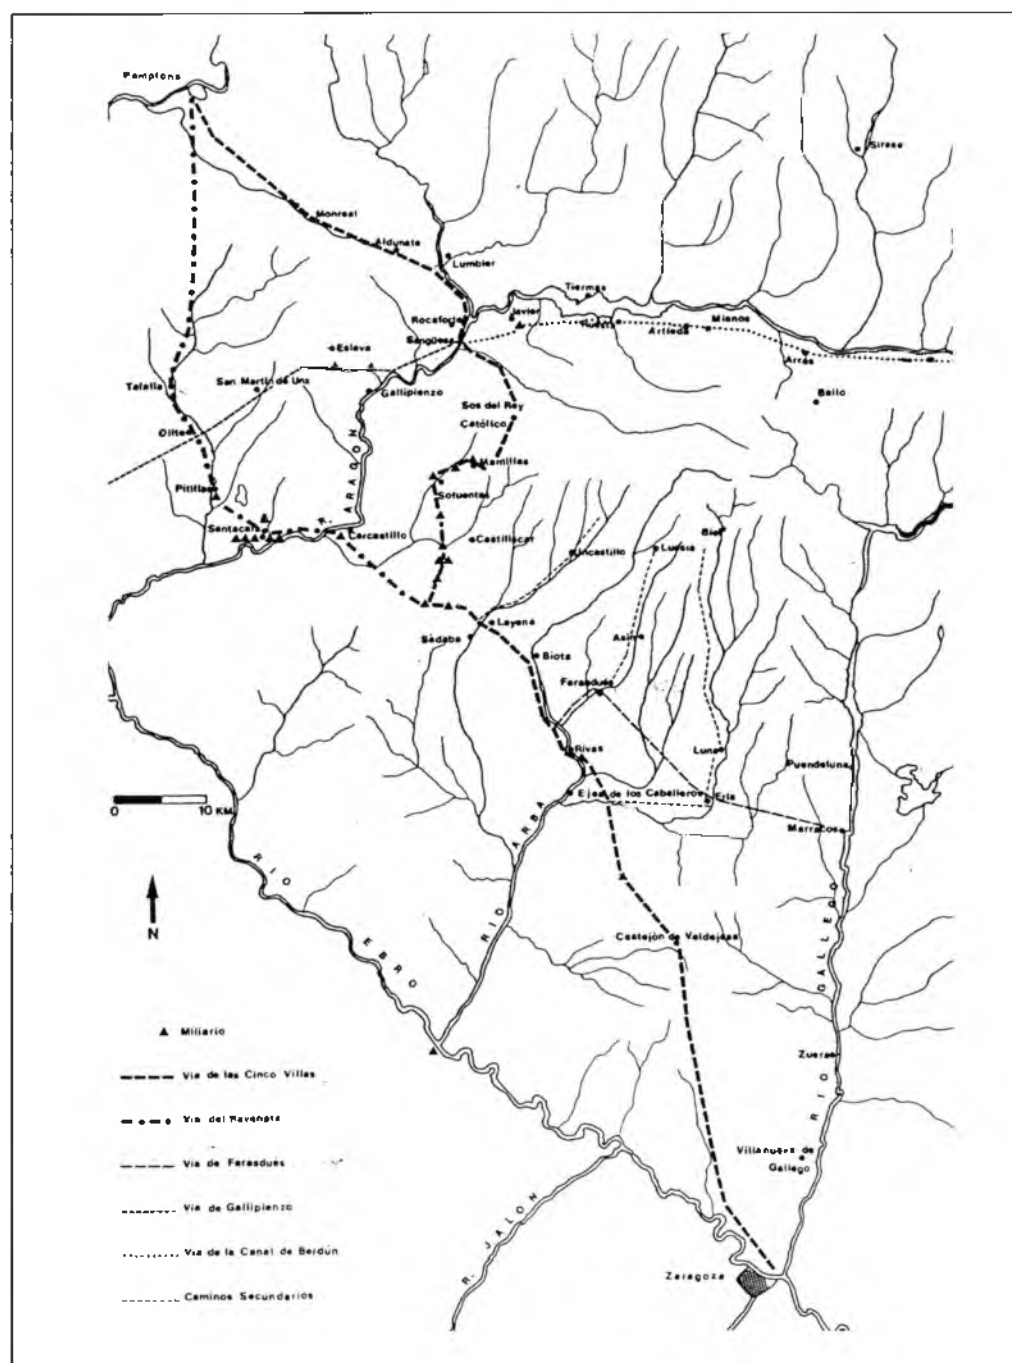 Pamplona
Siresa
Monreal
Aldunate
Lumbier
Tiermas
Rocaforte
Javier
Ruesta
Artieda
Mianos
Sangüesa
Eslava
Arres
Tafalla
San Martín de Unx
Gallipienzo
Bailo
Sos del Rey
Católico
Olite
R. ARAGON
Mamillas
Pitillas
Sofuentes
Santacara
Carcastillo
Castiliscar
Uncastillo
Luesia
Biel
Layana
Sádaba
Asín
Biota
Farasdués
Rivas
Luna
Puendeluna
0 10 KM.
Ejea de los Caballeros
Erla
Marracos
RIO EBRO
RIO ARBA
N
Castejón de Valdejasa
RIO GALLEGO
Miliario
Zuera
Vía de las Cinco Villas
Vía del Ravenate
Villanueva de
Gallego
Vía de Farasdués
Vía de Gallipienzo
R. JALON
Vía de la Canal de Berdún
Zaragoza
Caminos Secundarios